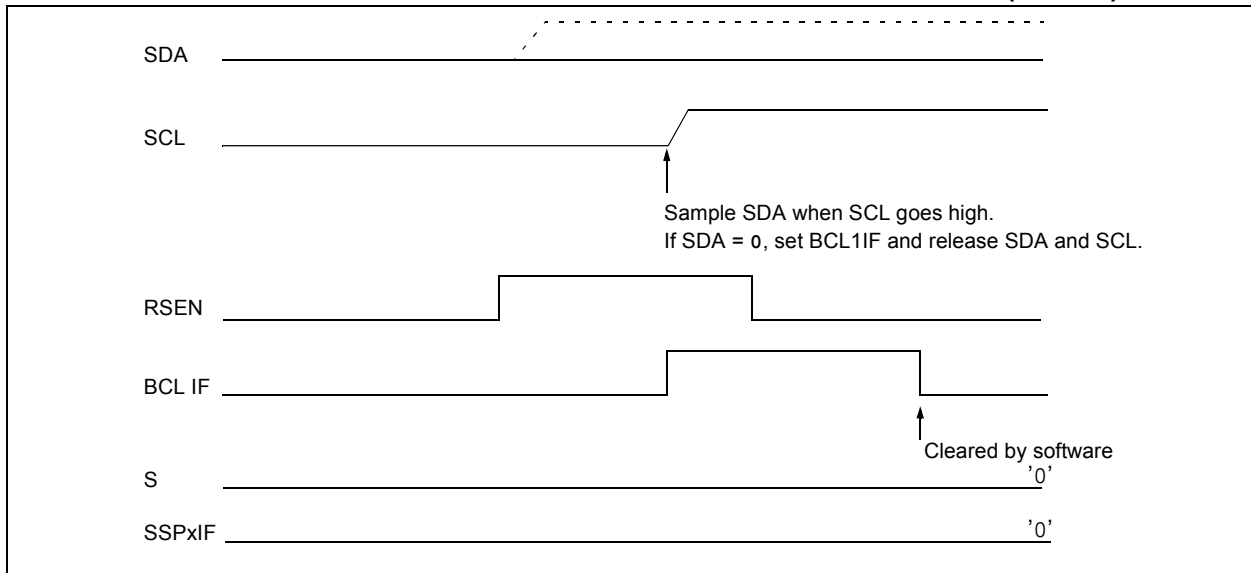 SDA
SCL
Sample SDA when SCL goes high.
If SDA = 0, set BCL1IF and release SDA and SCL.
RSEN
BCL IF
Cleared by software
S
'0'
SSPxIF
'0'